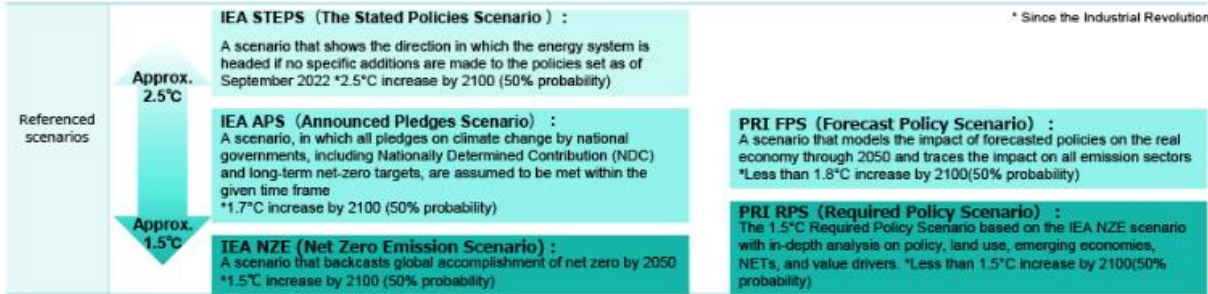 IEA STEPS (The Stated Policies Scenario) :
* Since the Industrial Revolution
A scenario that shows the direction in which the energy system is
headed if no specific additions are made to the policies set as of
September 2022 *2.5°C increase by 2100 (50% probability)
Approx.
2.5℃
Referenced
scenarios
IEA APS (Announced Pledges Scenario) :
A scenario, in which all pledges on climate change by national
governments, including Nationally Determined Contribution (NDC)
and long-term net-zero targets, are assumed to be met within the
given time frame
*1.7°C increase by 2100 (50% probability)
PRI FPS (Forecast Policy Scenario) :
A scenario that models the impact of forecasted policies on the real
economy through 2050 and traces the impact on all emission sectors
*Less than 1.8°C increase by 2100(50% probability)
Approx.
1.5℃
IEA NZE (Net Zero Emission Scenario) :
A scenario that backcasts global accomplishment of net zero by 2050
*1.5℃ increase by 2100 (50% probability)
PRI RPS (Required Policy Scenario) :
The 1.5°C Required Policy Scenario based on the IEA NZE scenario
with in-depth analysis on policy, land use, emerging economies,
NETs, and value drivers. *Less than 1.5°C increase by 2100(50%
probability)